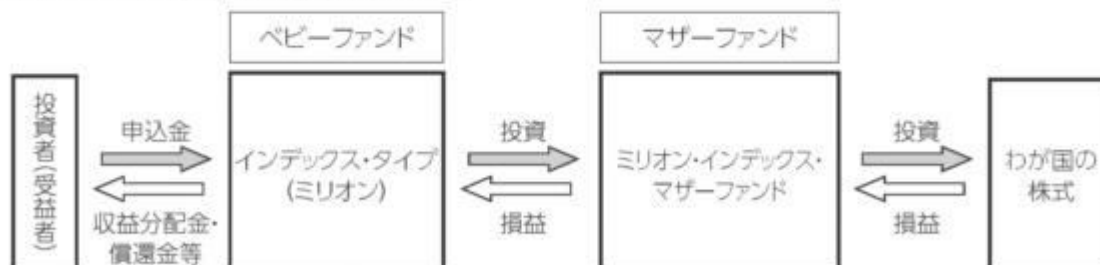 ベビーファンド
マザーファンド
投資者(受益者)
申込金
収益分配金・
償還金等
インデックス・タイプ
(ミリオン)
投資
損益
ミリオン・インデックス・
マザーファンド
投資
損益
わが国の
株式